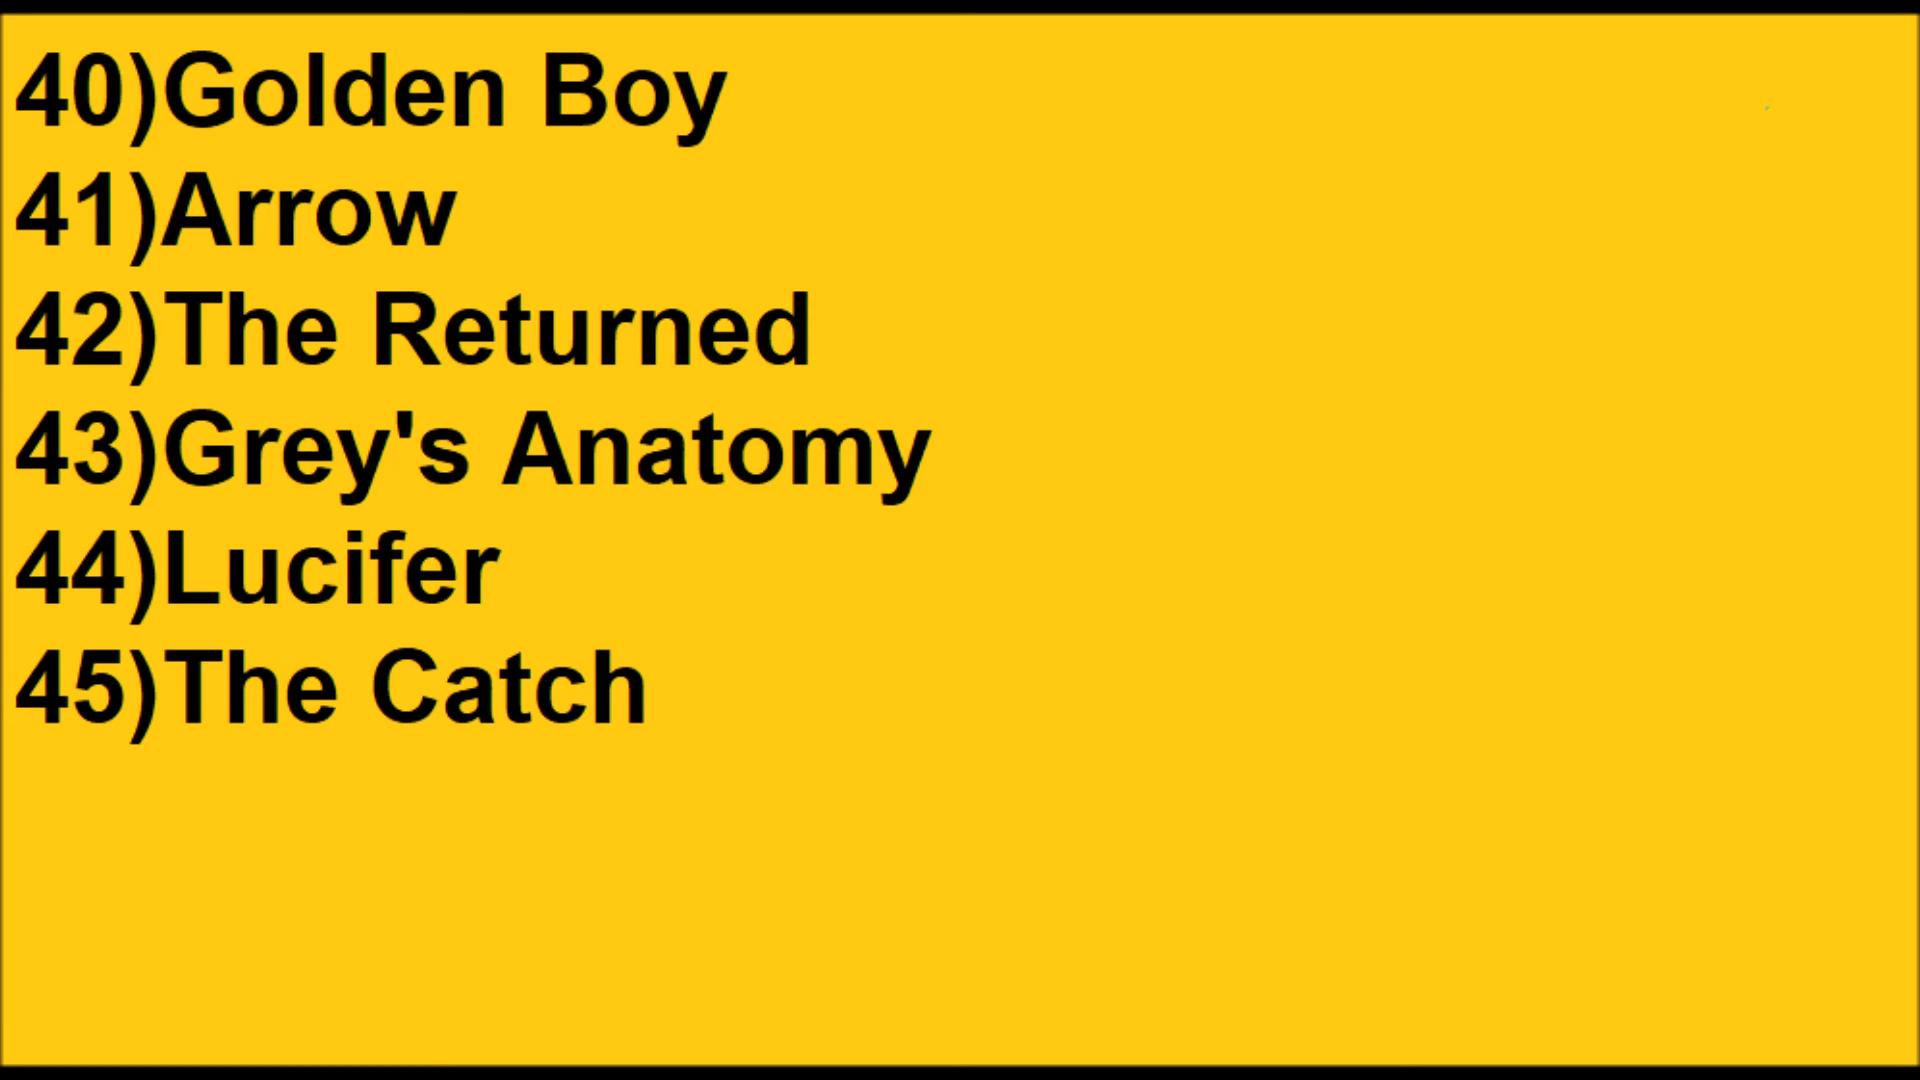 40)Golden Boy
41)Arrow
42)The Returned
43)Grey's Anatomy
44)Lucifer
45)The Catch